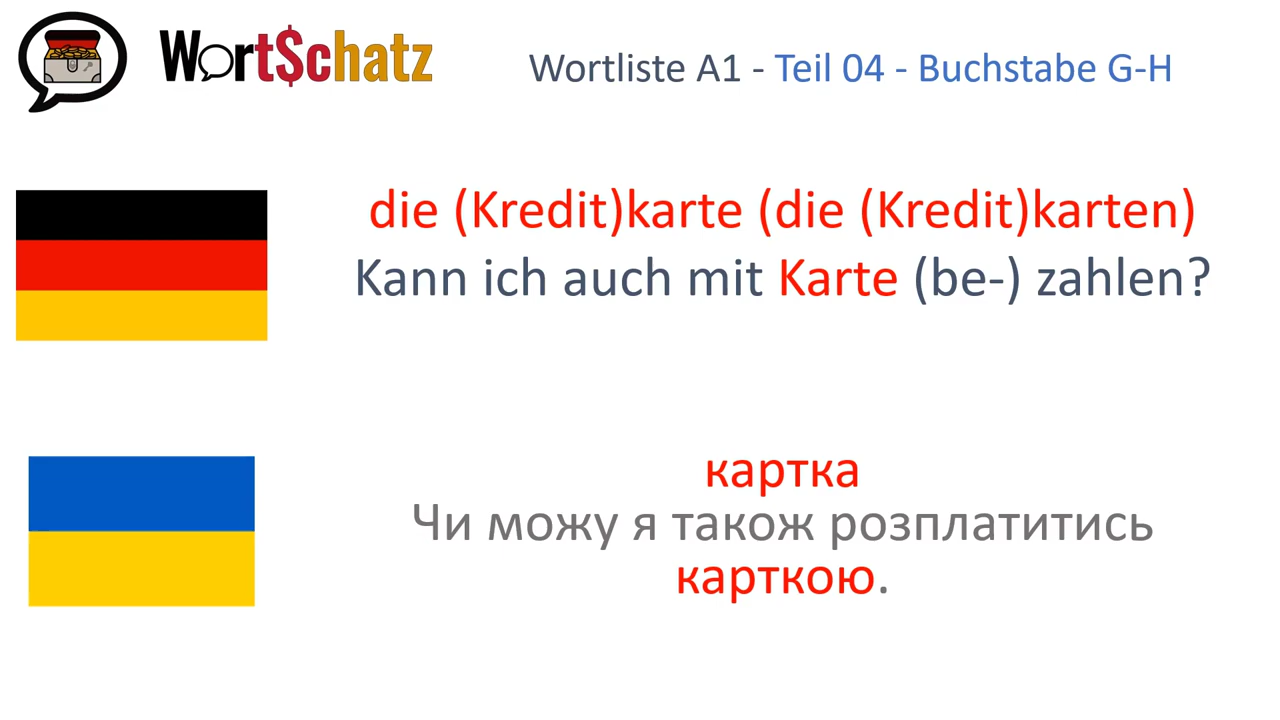 Wort$chatz
Wortliste A1 - Teil 04 - Buchstabe G-H
die (Kredit)karte (die (Kredit)karten)
Kann ich auch mit Karte (be-) zahlen?
картка
Чи можу я також розплатитись
карткою.